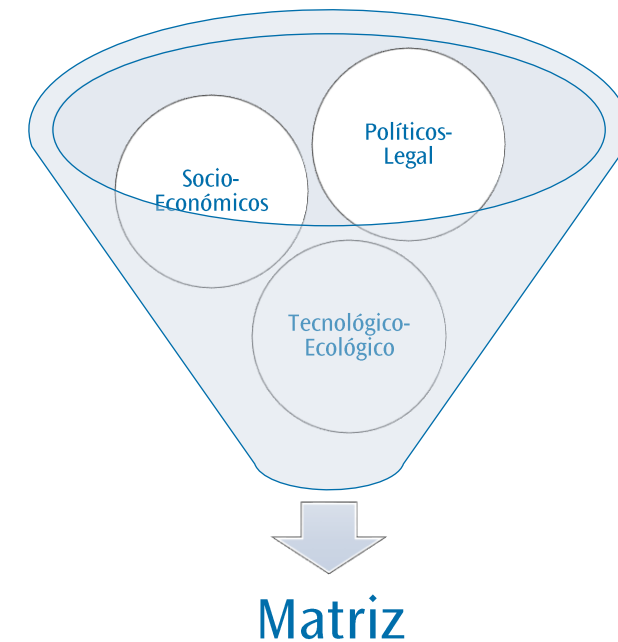 Políticos-
Legal
Socio-
Económicos
Tecnológico-
Ecológico
Matriz